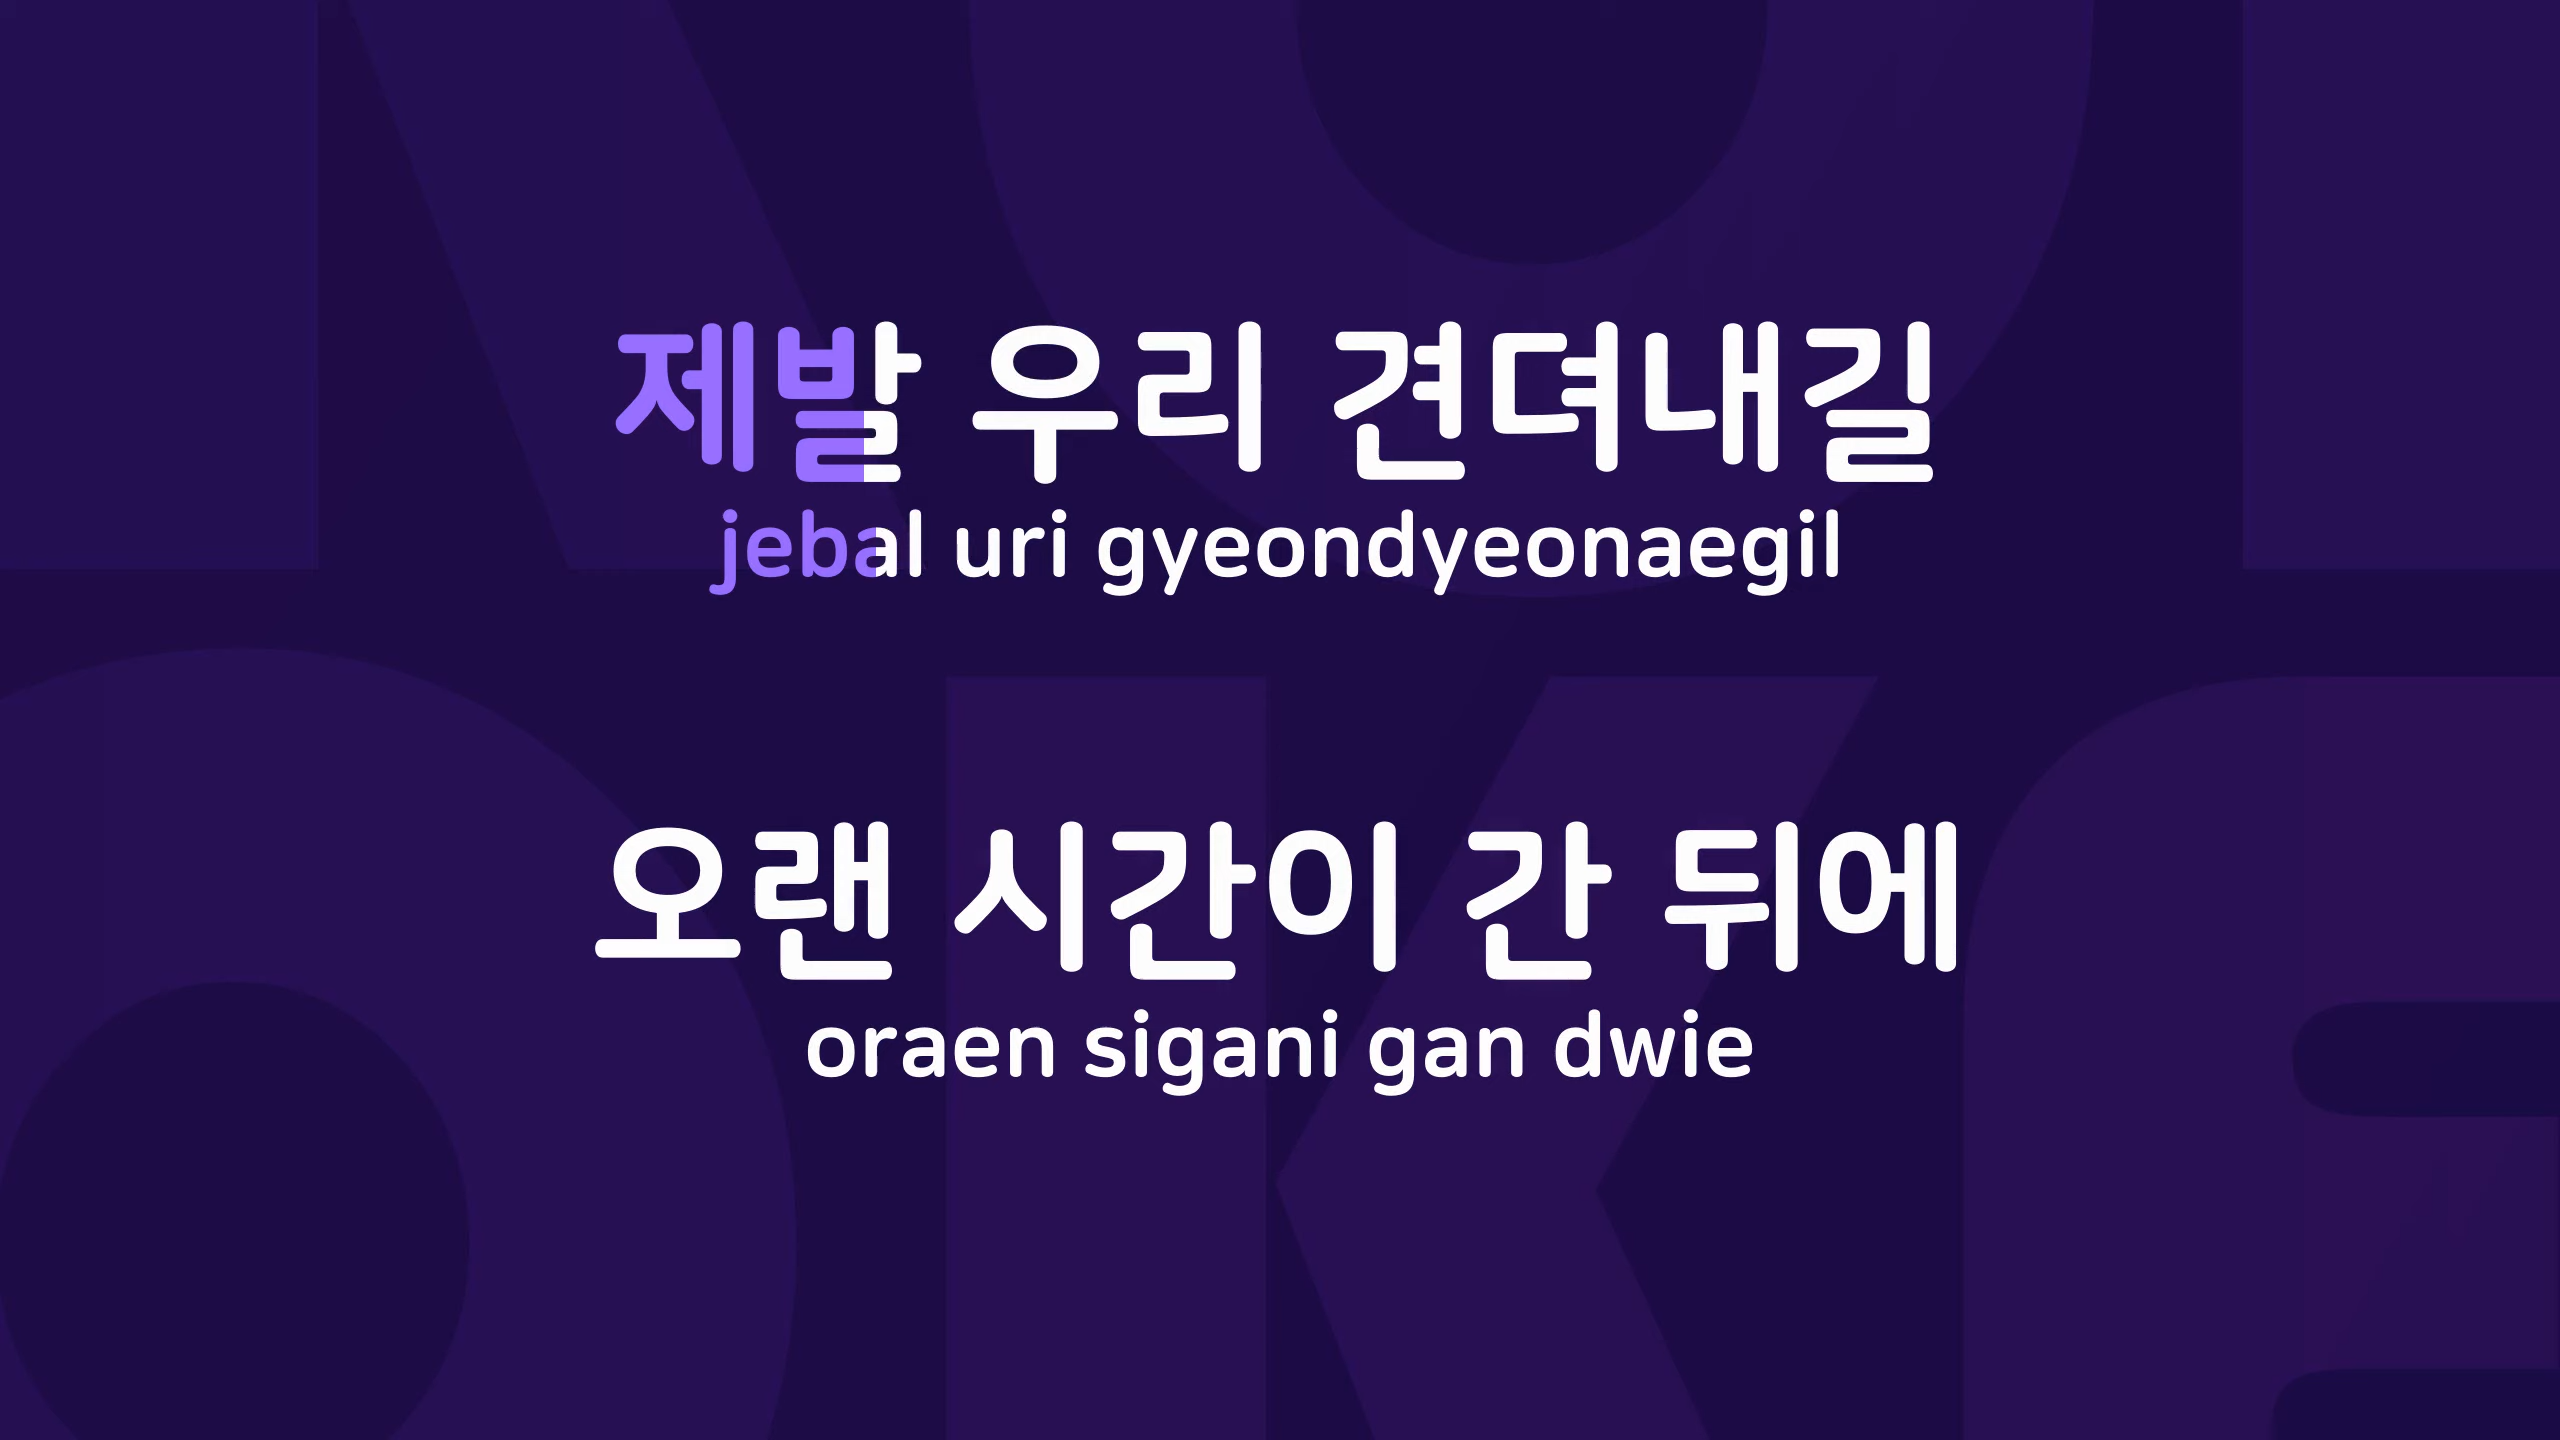 제발 우리 견뎌내길
jebal uri gyeondyeonaegil
오랜 시간이 간 뒤에
oraen sigani gan dwie